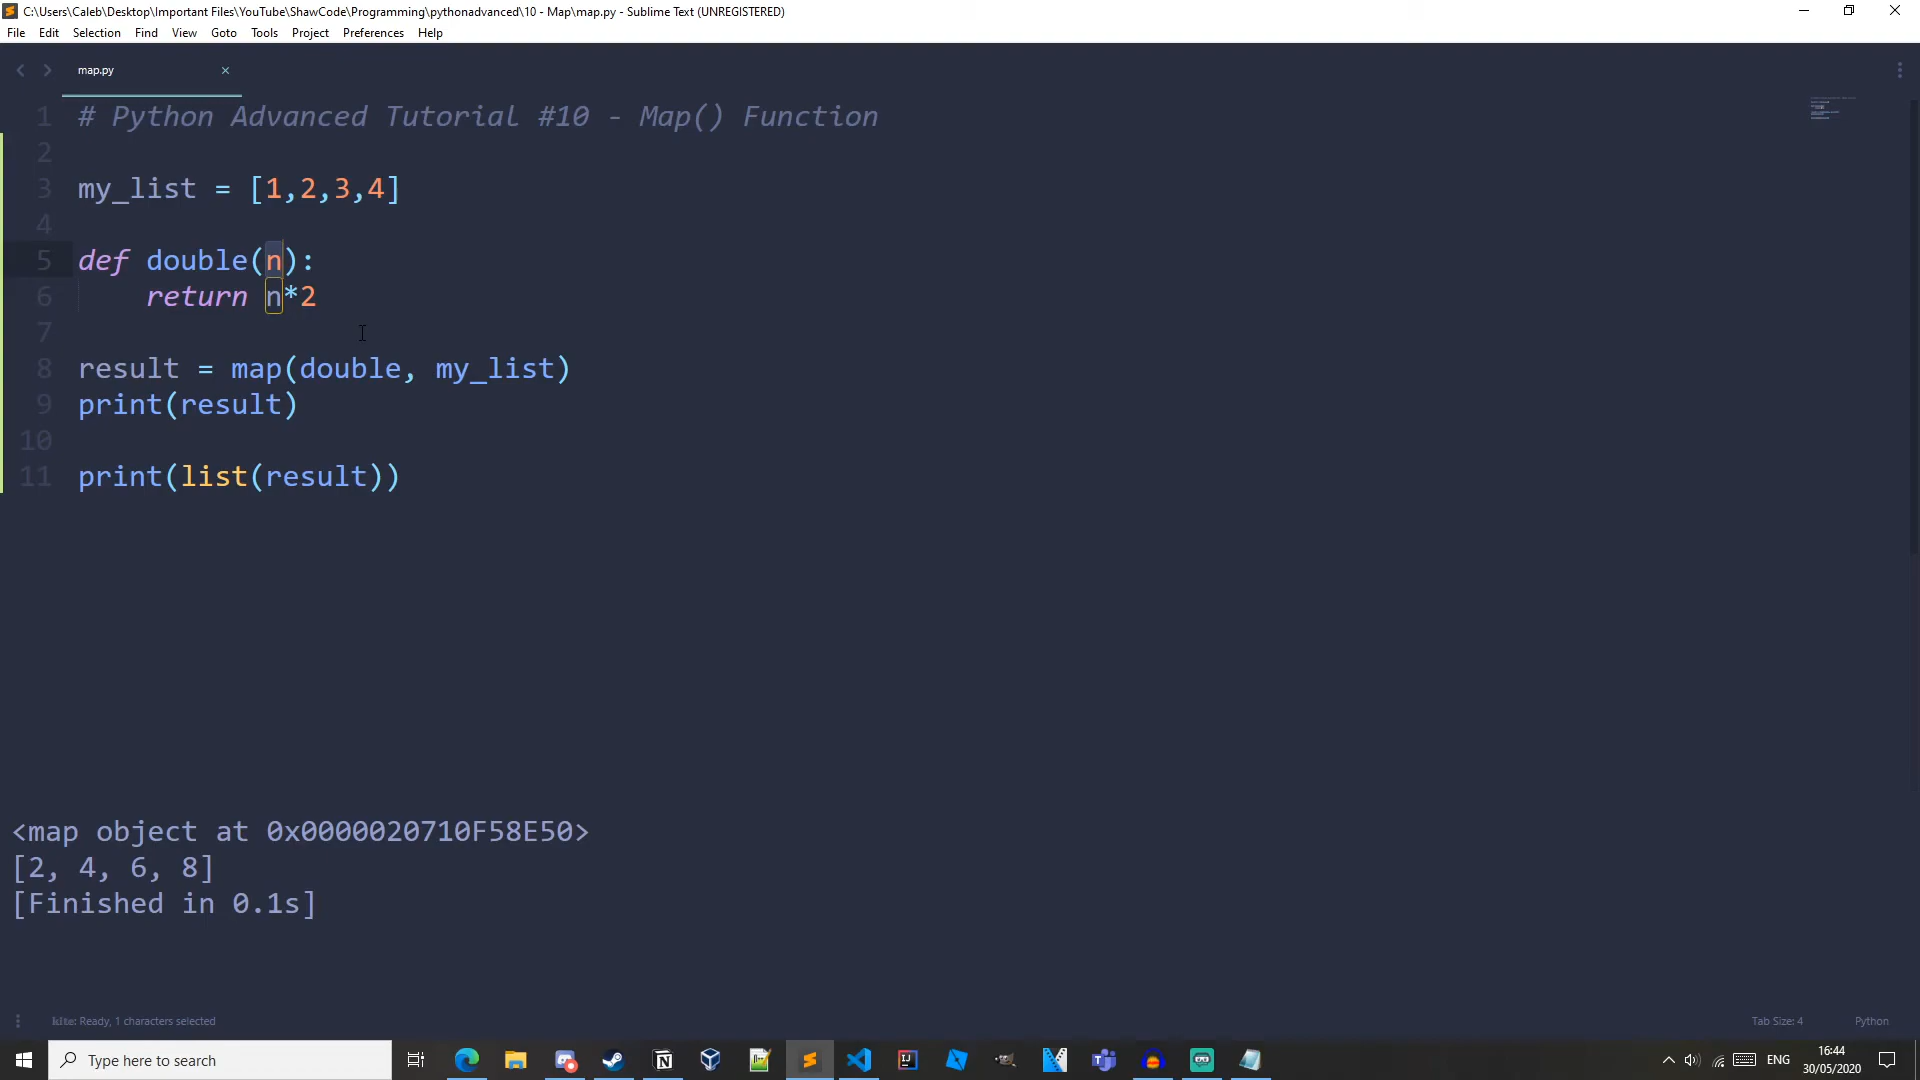 C:\Users\Caleb\Desktop\Important Files\YouTube\ShawCode\Programming\pythonadvanced\10 - Map\map.py - Sublime Text (UNREGISTERED)
File Edit Selection Find View Goto Tools Project Preferences Help
map.py
1 # Python Advanced Tutorial #10 - Map() Function
2
3 my_list = [1,2,3,4]
4
5 def double(n):
6 return n*2
7
8 result = map(double, my_list)
9 print(result)
10
11 print(list(result))
<map object at 0x0000020710F58E50>
[2, 4, 6, 8]
[Finished in 0.1s]
Ready, 1 characters selected Tab Size: 4 Python
Type here to search
ENG
16:44
30/05/2020